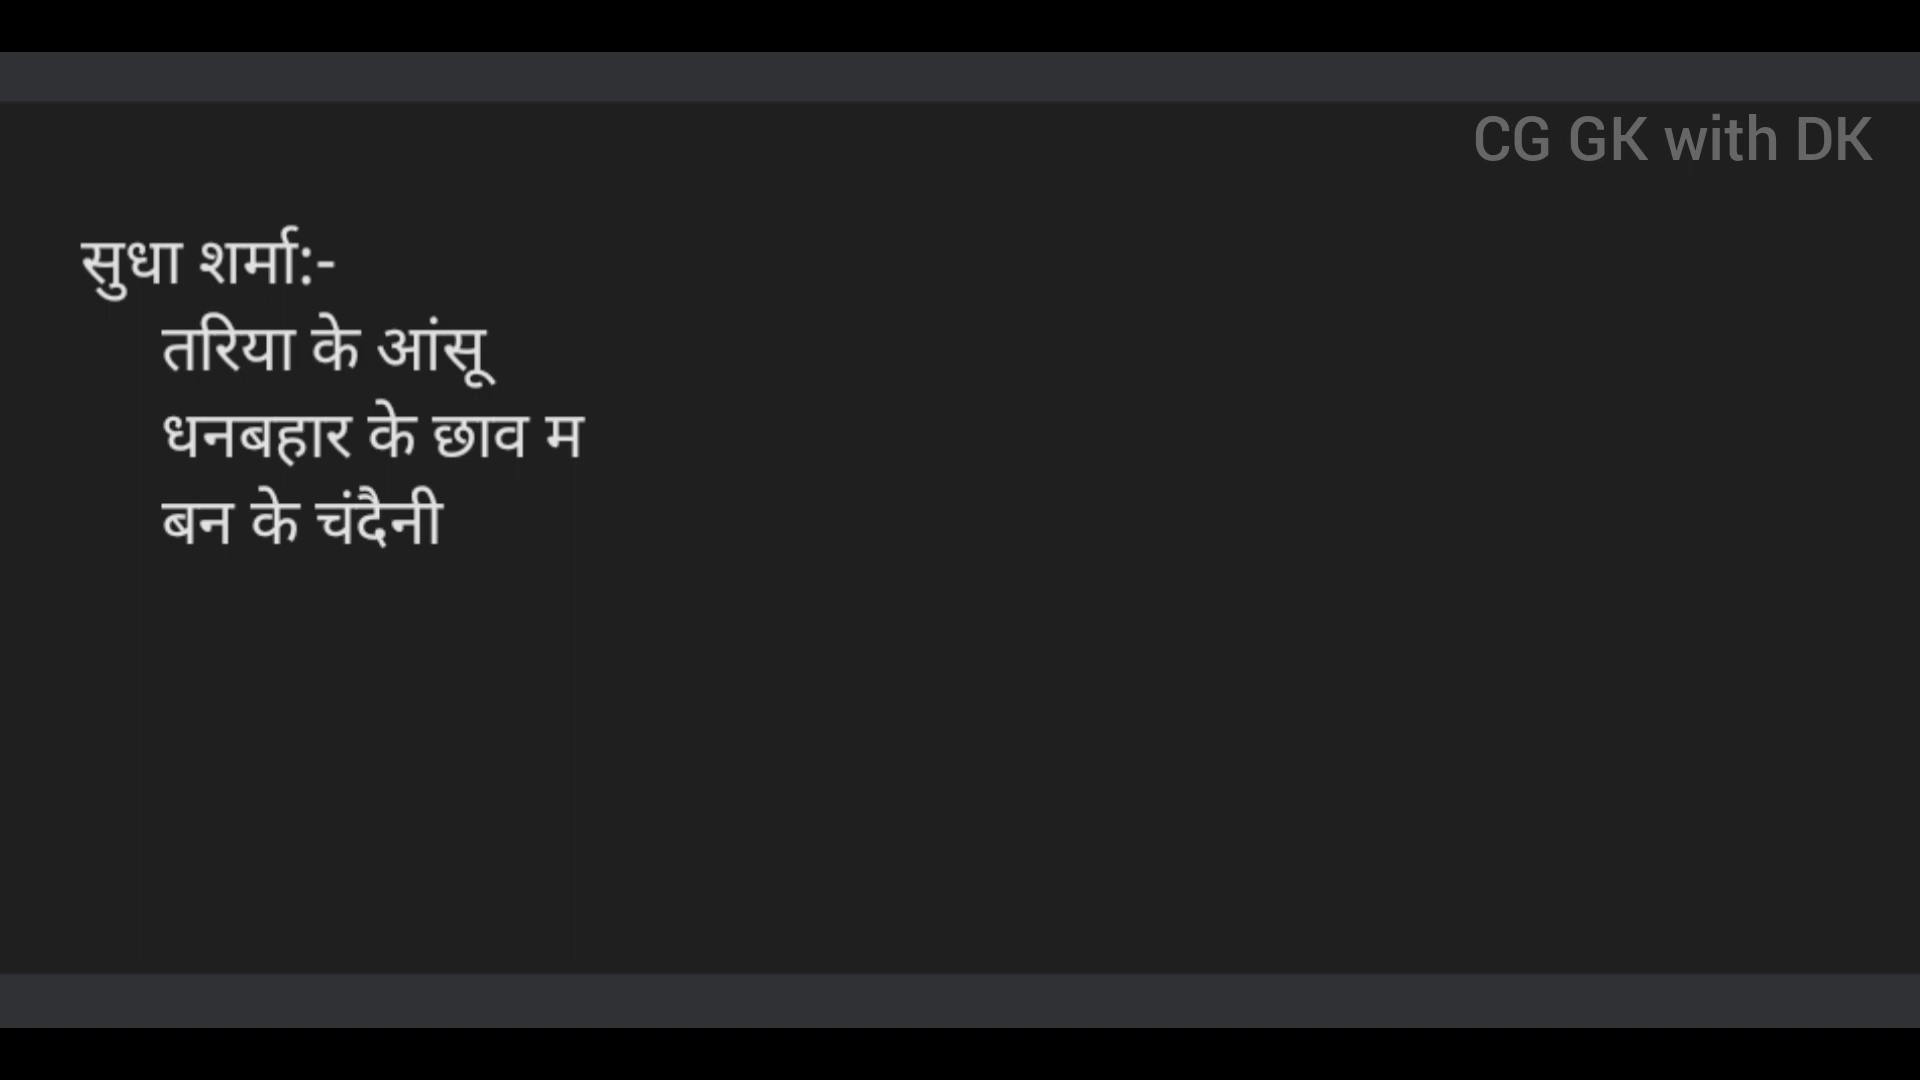 CG GK with DK
सुधा शर्मा:-
तरिया के आंसू
धनबहार के छाव म
बन के चंदैनी